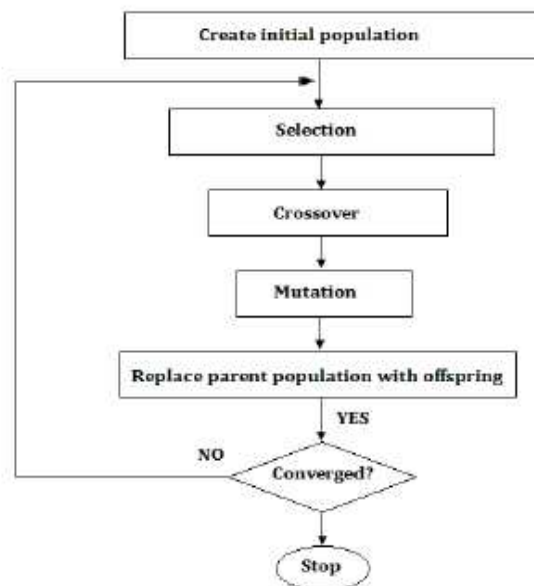 Create initial population
Selection
Crossover
Mutation
Replace parent population with offspring
YES
NO
Converged?
Stop